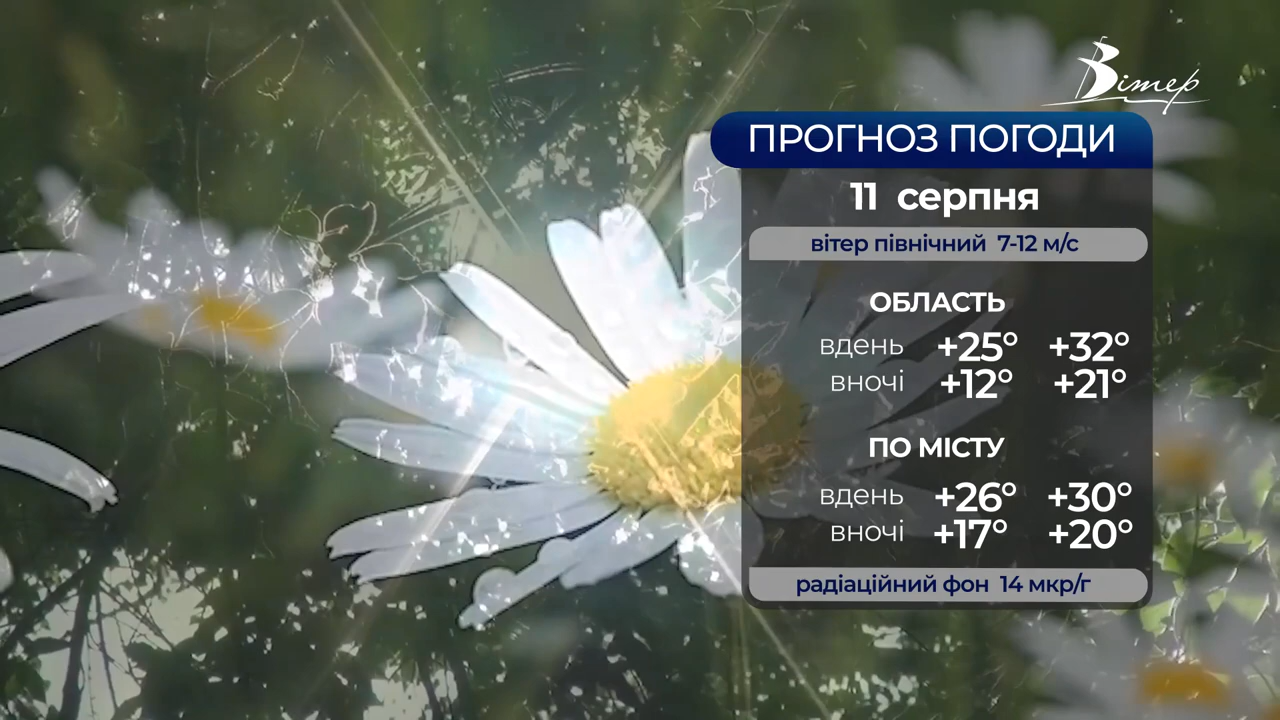 Вітер
ПРОГНОЗ ПОГОДИ
11 серпня
вітер північний 7-12 м/с
ОБЛАСТЬ
вдень +25° +32°
вночі +12° +21°
ПО МІСТУ
вдень +26° +30°
вночі +17° +20°
радіаційний фон 14 мкр/г